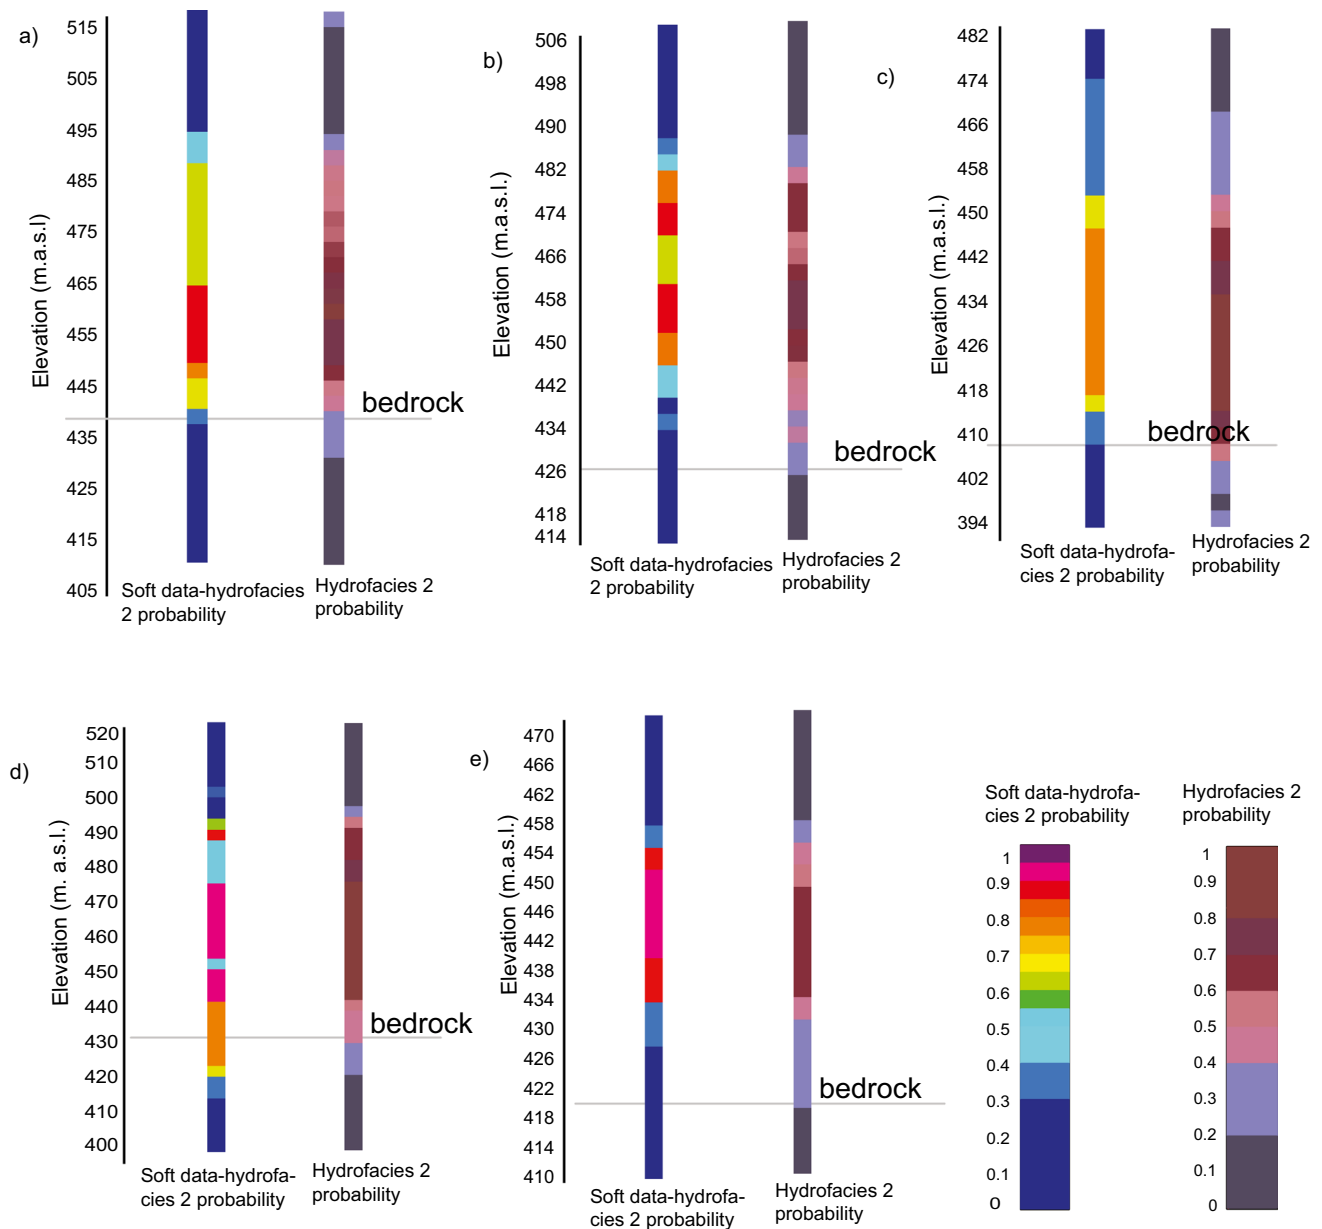 a)
Elevation (m.a.s.l)
515
505
495
485
475
465
455
445
435
425
415
405
bedrock
Soft data-hydrofacies
2 probability
Hydrofacies 2
probability
b)
Elevation (m.a.s.l.)
506
498
490
482
474
466
458
450
442
434
426
418
414
bedrock
Soft data-hydrofacies
2 probability
Hydrofacies 2
probability
c)
Elevation (m.a.s.l.)
482
474
466
458
450
442
434
426
418
410
402
394
bedrock
Soft data-hydrofa-
cies 2 probability
Hydrofacies 2
probability
d)
Elevation (m. a.s.l.)
520
510
500
490
480
470
460
450
440
430
420
410
400
bedrock
Soft data-hydrofa-
cies 2 probability
Hydrofacies 2
probability
e)
Elevation (m.a.s.l.)
470
466
462
458
454
450
446
442
438
434
430
426
422
418
414
410
bedrock
Soft data-hydrofa-
cies 2 probability
Hydrofacies 2
probability
Soft data-hydrofa-
cies 2 probability
1
0.9
0.8
0.7
0.6
0.5
0.4
0.3
0.2
0.1
0
Hydrofacies 2
probability
1
0.9
0.8
0.7
0.6
0.5
0.4
0.3
0.2
0.1
0